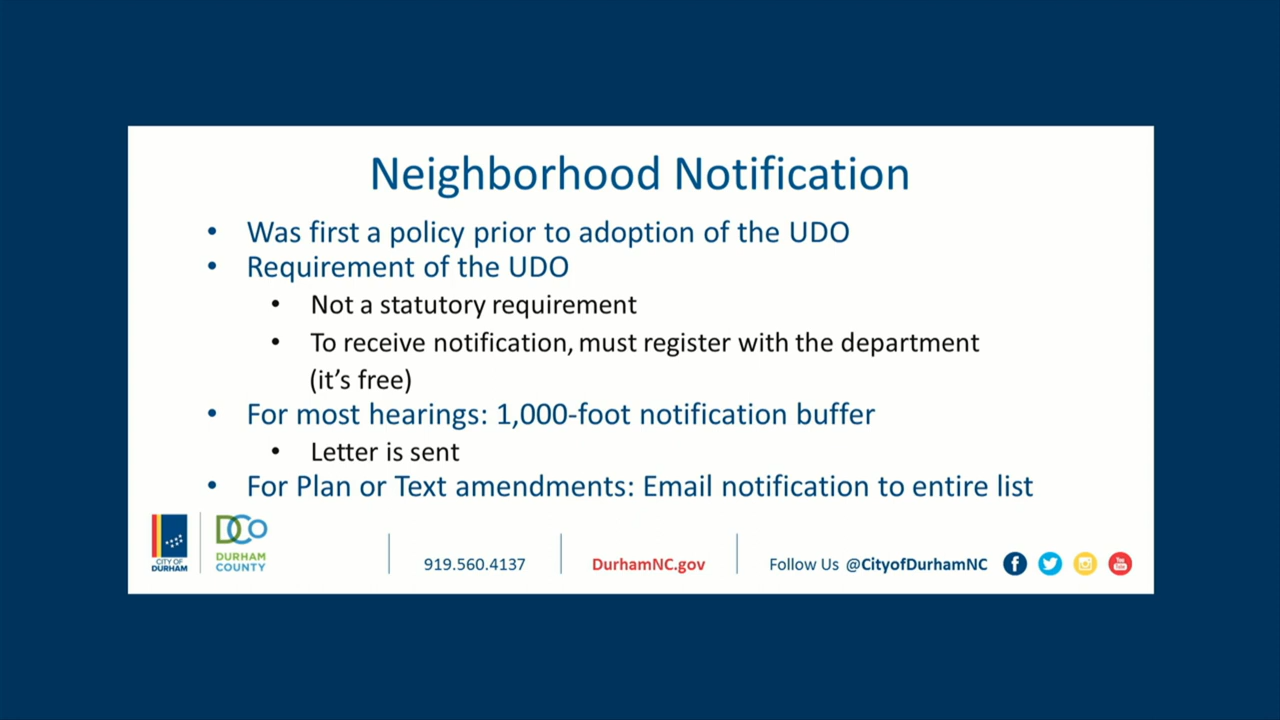 Neighborhood Notification
• Was first a policy prior to adoption of the UDO
• Requirement of the UDO
• Not a statutory requirement
• To receive notification, must register with the department
(it’s free)
• For most hearings: 1,000-foot notification buffer
• Letter is sent
• For Plan or Text amendments: Email notification to entire list
CITY OF
DURHAM
DCo
DURHAM
COUNTY
919.560.4137
DurhamNC.gov
Follow Us @CityofDurhamNC
You
Tube